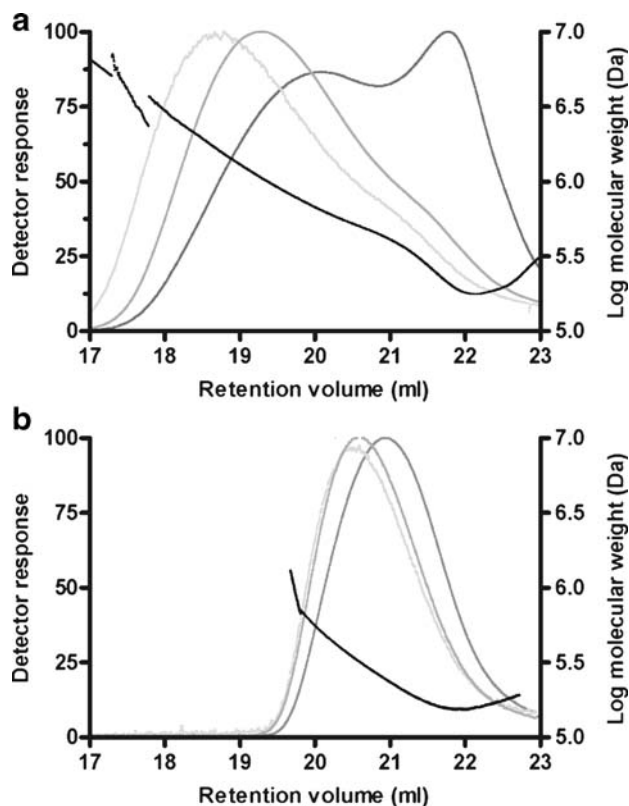 a
100
75
50
25
0
Detector response
7.0
6.5
6.0
5.5
5.0
Log molecular weight (Da)
17 18 19 20 21 22 23
Retention volume (ml)
b
100
75
50
25
0
Detector response
7.0
6.5
6.0
5.5
5.0
Log molecular weight (Da)
17 18 19 20 21 22 23
Retention volume (ml)